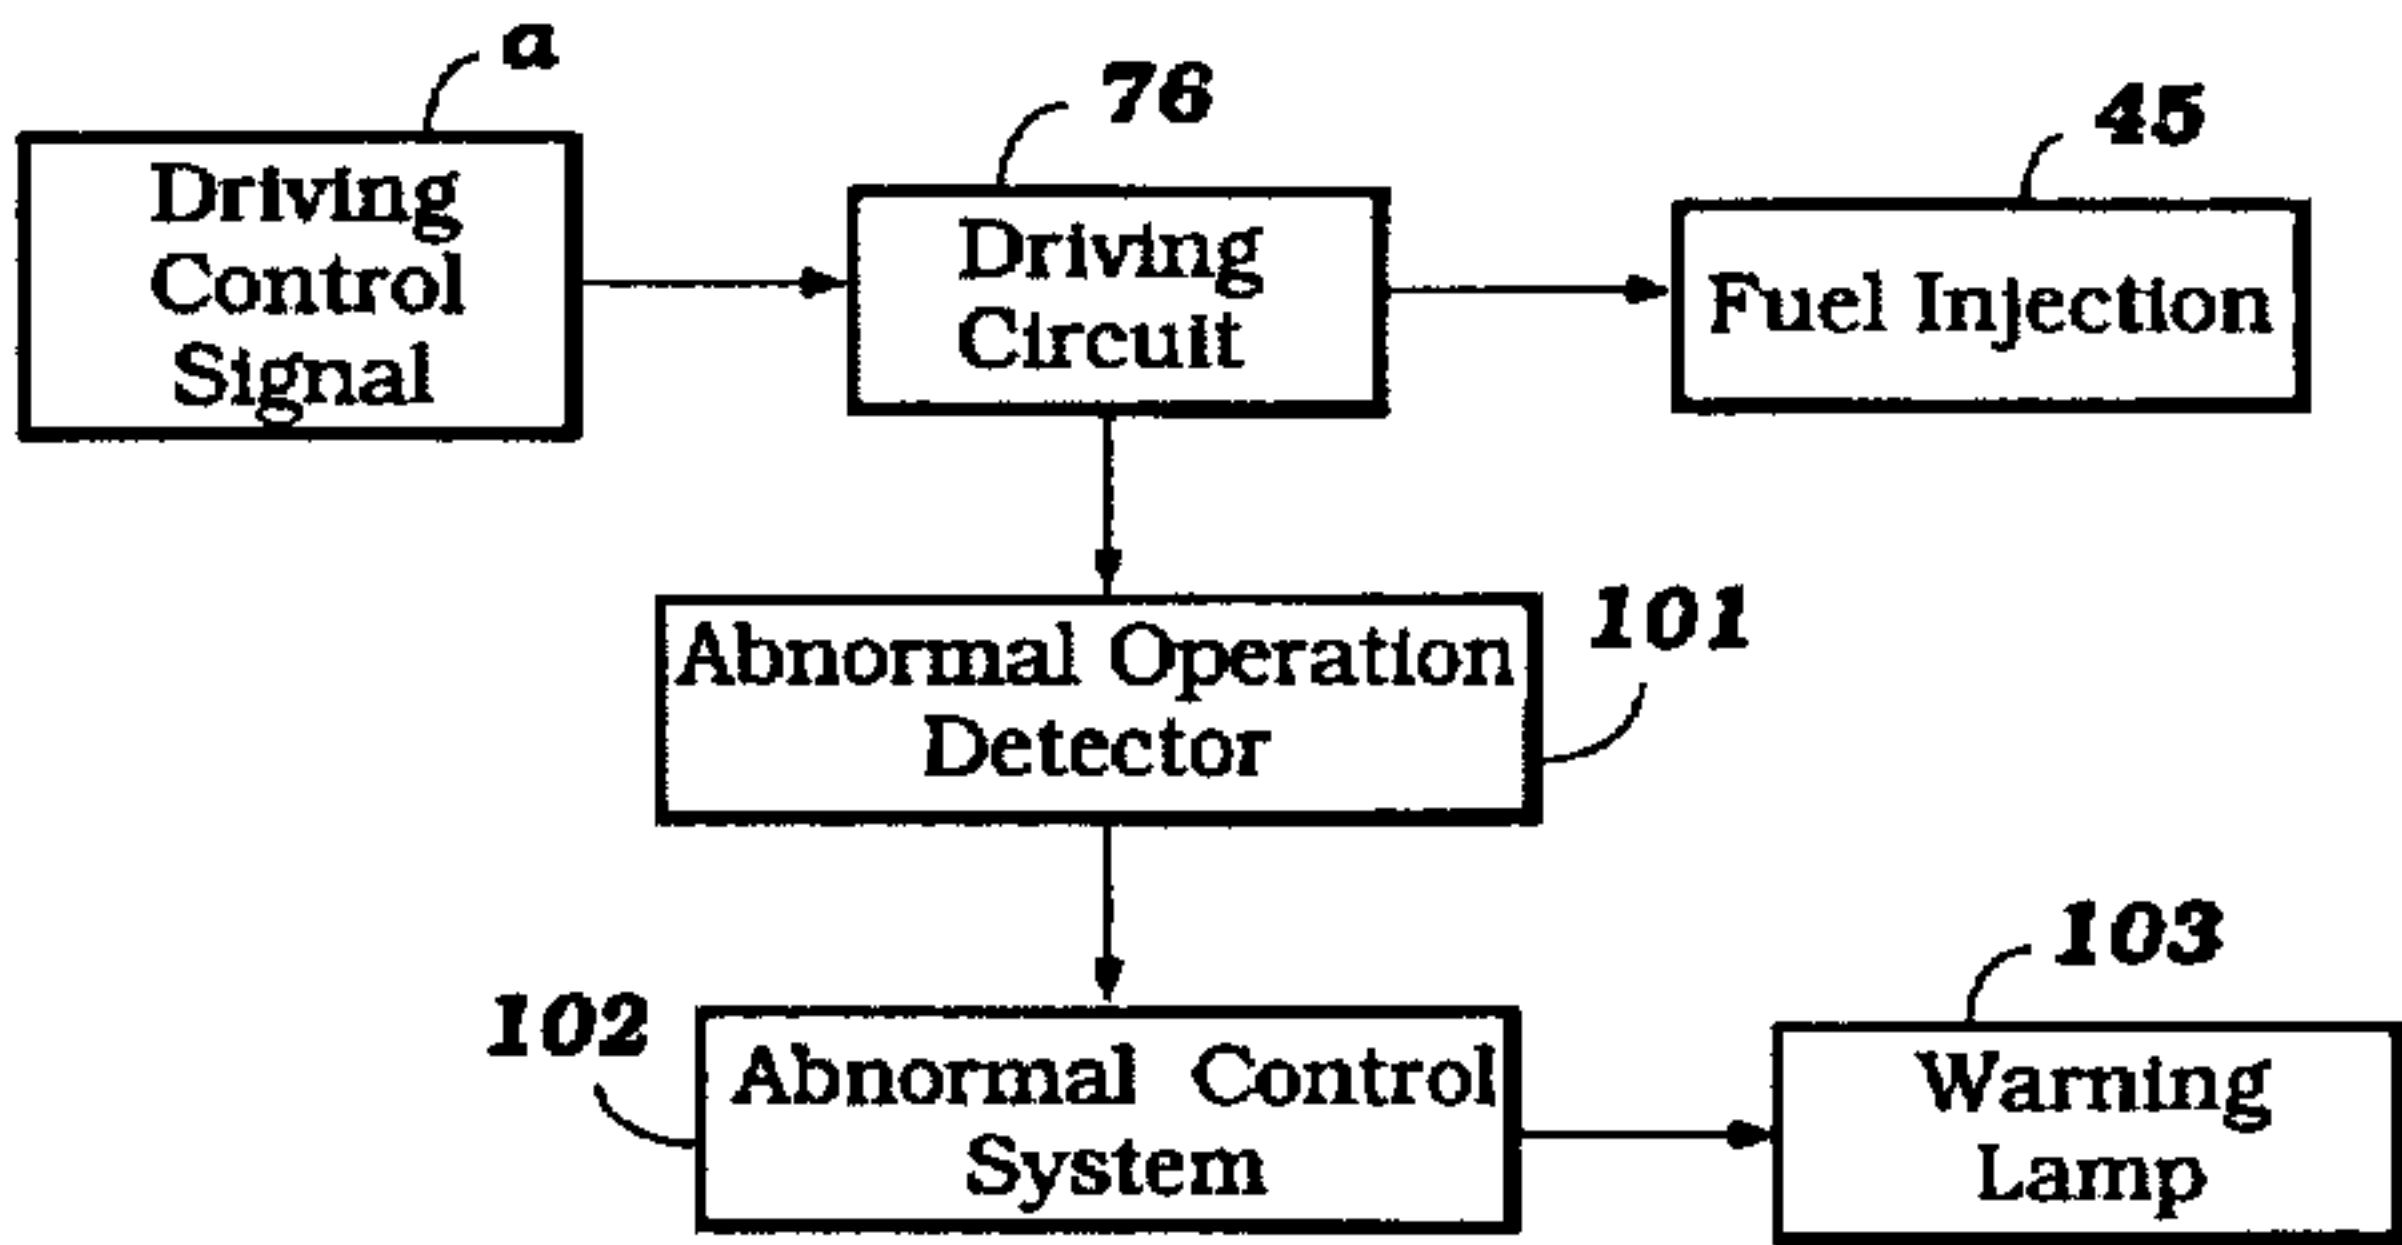 a
Driving
Control
Signal
76
Driving
Circuit
45
Fuel Injection
101
Abnormal Operation
Detector
102
Abnormal Control
System
103
Warning
Lamp